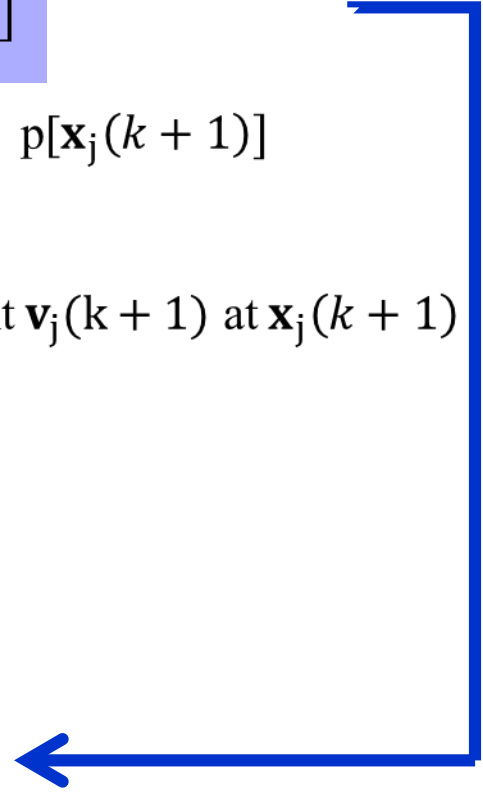 ]
p[𝐱ⱼ(k + 1)]
t 𝐯ⱼ(k + 1) at 𝐱ⱼ(k + 1)